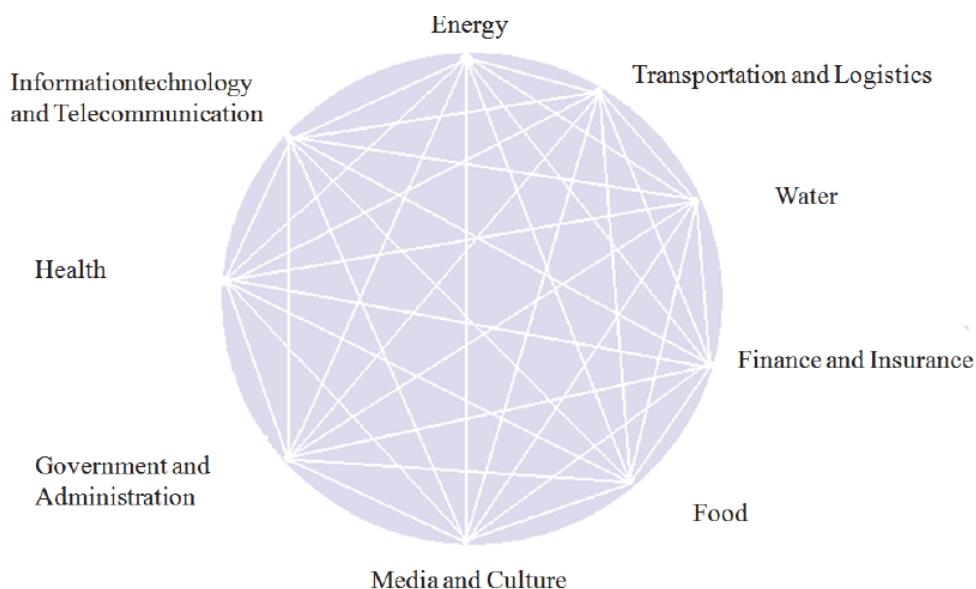 Energy
Transportation and Logistics
Informationtechnology
and Telecommunication
Water
Health
Finance and Insurance
Government and
Administration
Food
Media and Culture